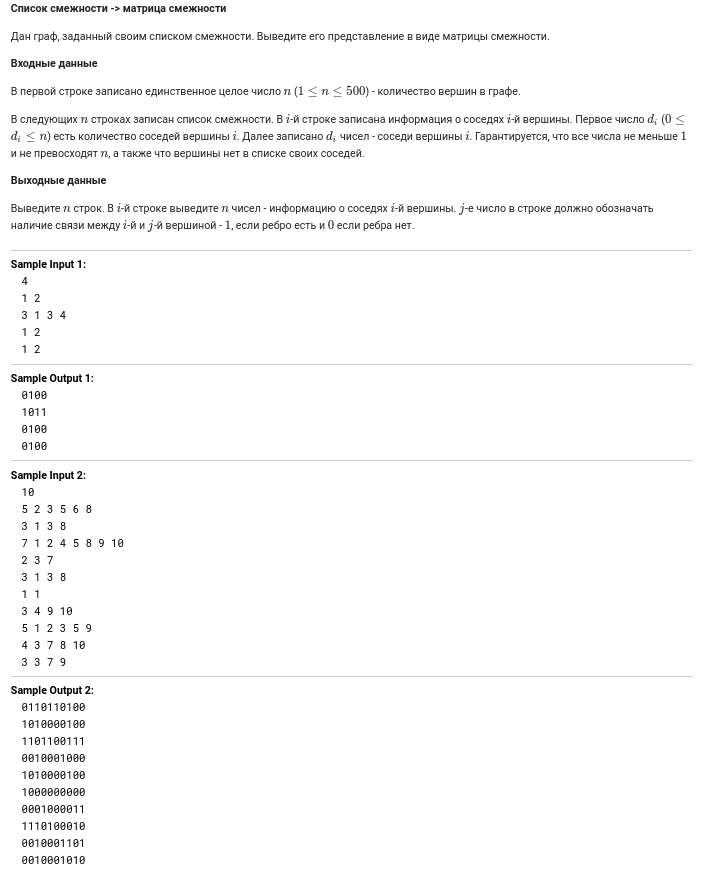 Список смежности -> матрица смежности
Дан граф, заданный своим списком смежности. Выведите его представление в виде матрицы смежности.
Входные данные
В первой строке записано единственное целое число n (1 ≤ n ≤ 500) - количество вершин в графе.
В следующих n строках записан список смежности. В i-й строке записана информация о соседях i-й вершины. Первое число dᵢ (0 ≤
dᵢ ≤ n) есть количество соседей вершины i. Далее записано dᵢ чисел - соседи вершины i. Гарантируется, что все числа не меньше 1
и не превосходят n, а также что вершины нет в списке своих соседей.
Выходные данные
Выведите n строк. В i-й строке выведите n чисел - информацию о соседях i-й вершины. j-е число в строке должно обозначать
наличие связи между i-й и j-й вершиной - 1, если ребро есть и 0 если ребра нет.
Sample Input 1:
4
1 2
3 1 3 4
1 2
1 2
Sample Output 1:
0100
1011
0100
0100
Sample Input 2:
10
5 2 3 5 6 8
3 1 3 8
7 1 2 4 5 8 9 10
2 3 7
3 1 3 8
1 1
3 4 9 10
5 1 2 3 5 9
4 3 7 8 10
3 3 7 9
Sample Output 2:
0110110100
1010000100
1101100111
0010001000
1010000100
1000000000
0001000011
1110100010
0010001101
0010001010